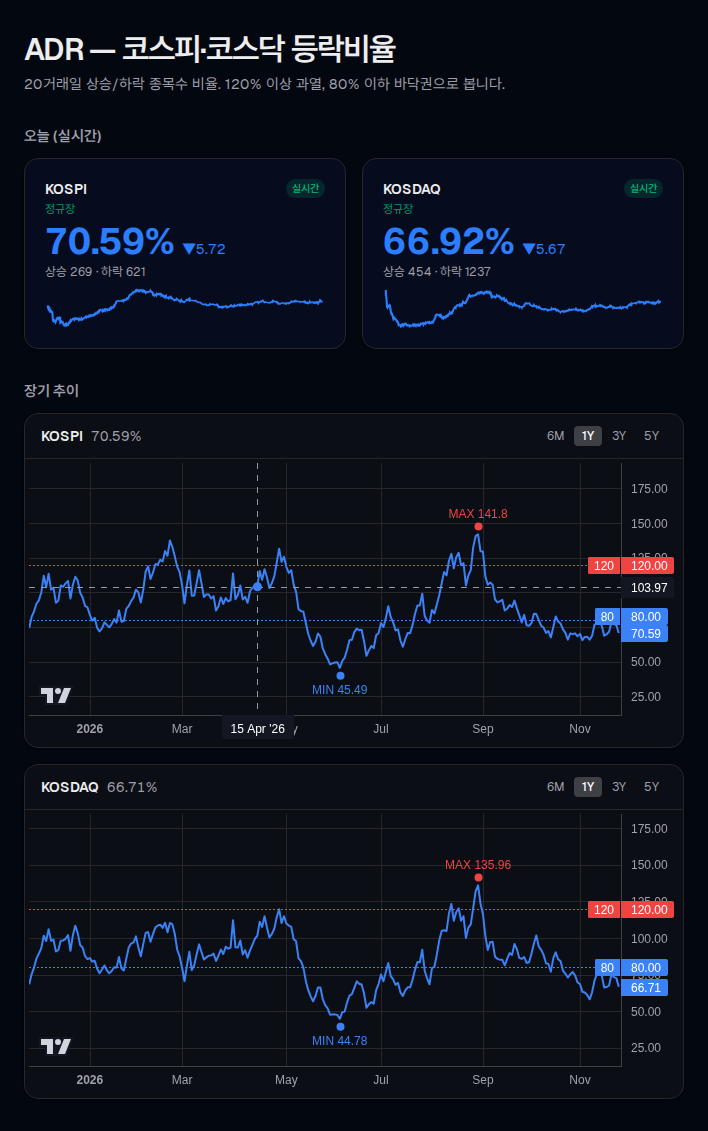 ADR — 코스피·코스닥 등락비율
20거래일 상승/하락 종목수 비율. 120% 이상 과열, 80% 이하 바닥권으로 봅니다.
오늘 (실시간)
KOSPI
실시간
정규장
70.59% ▼5.72
상승 269 · 하락 621
KOSDAQ
실시간
정규장
66.92% ▼5.67
상승 454 · 하락 1237
장기 추이
KOSPI 70.59%
6M 1Y 3Y 5Y
175.00
MAX 141.8
150.00
120 120.00
103.97
80 80.00
70.59
50.00
MIN 45.49
25.00
2026 Mar 15 Apr '26 Jul Sep Nov
KOSDAQ 66.71%
6M 1Y 3Y 5Y
175.00
MAX 135.96
150.00
120 120.00
100.00
80 80.00
66.71
50.00
MIN 44.78
25.00
2026 Mar May Jul Sep Nov